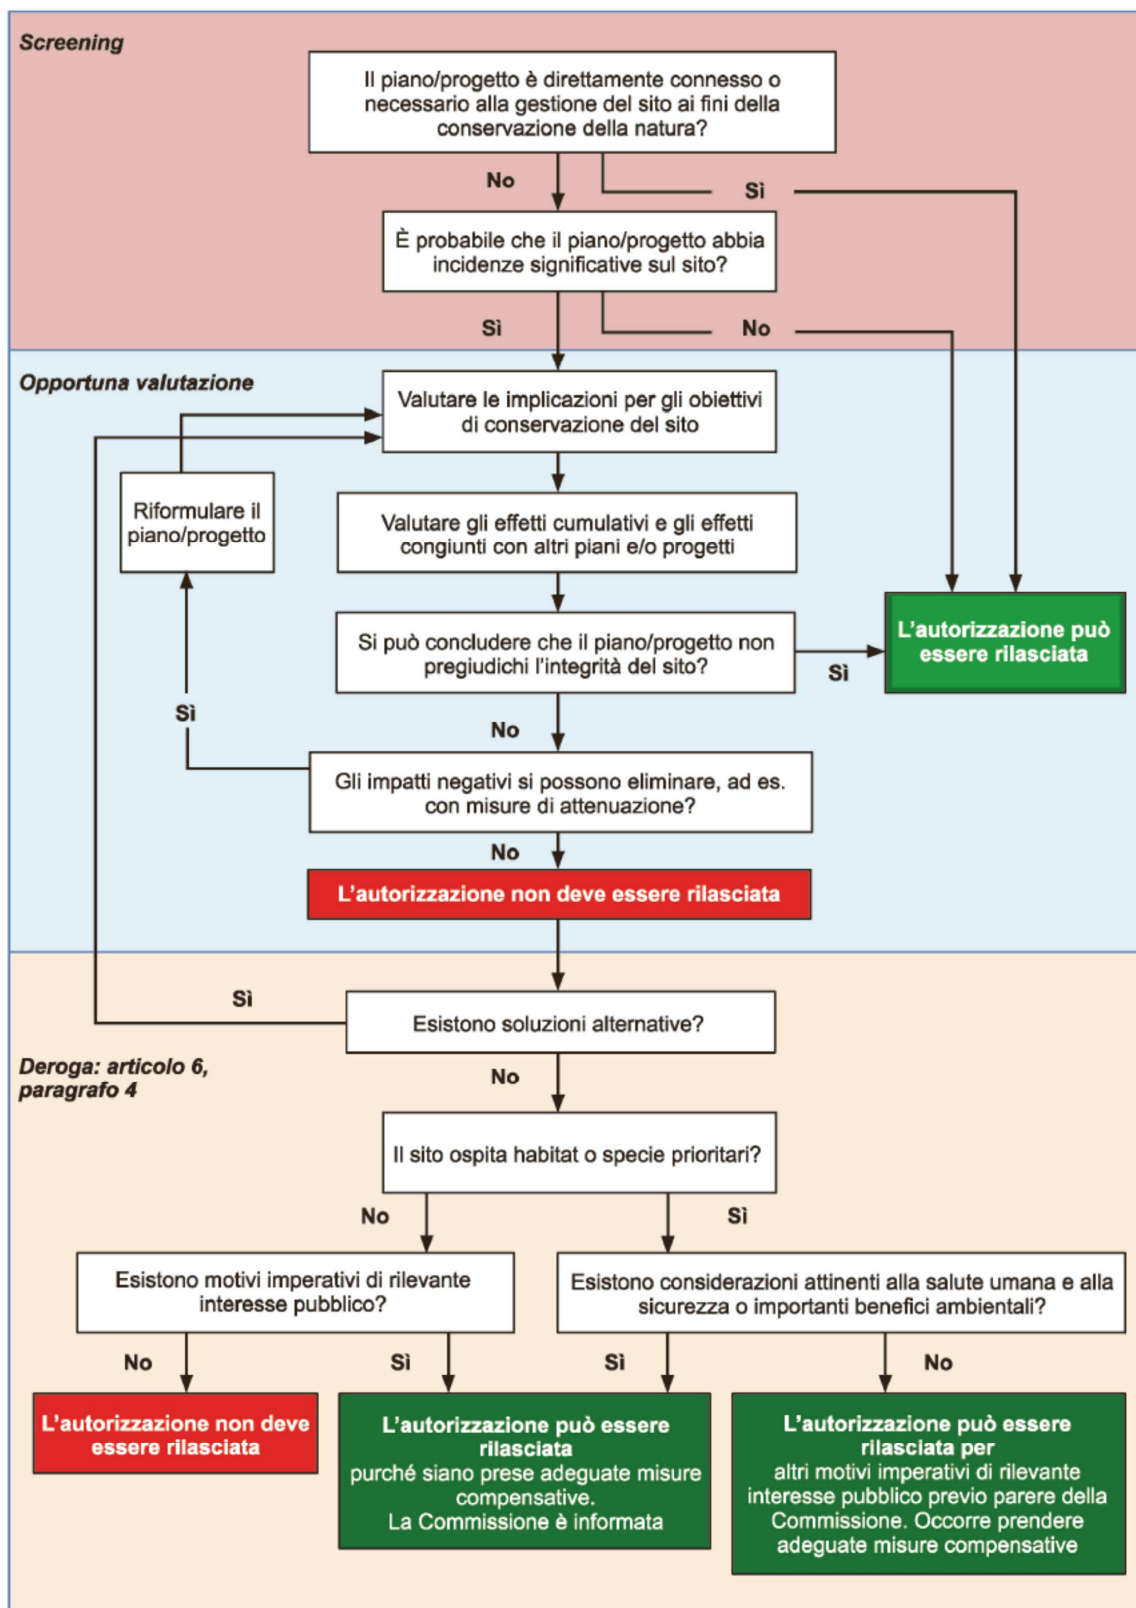 Screening
Il piano/progetto è direttamente connesso o
necessario alla gestione del sito ai fini della
conservazione della natura?
No
Sì
È probabile che il piano/progetto abbia
incidenze significative sul sito?
Sì
No
Opportuna valutazione
Valutare le implicazioni per gli obiettivi
di conservazione del sito
Riformulare il
piano/progetto
Valutare gli effetti cumulativi e gli effetti
congiunti con altri piani e/o progetti
L'autorizzazione può
essere rilasciata
Si può concludere che il piano/progetto non
pregiudichi l'integrità del sito?
Sì
Sì
No
Gli impatti negativi si possono eliminare, ad es.
con misure di attenuazione?
No
L'autorizzazione non deve essere rilasciata
Sì
Esistono soluzioni alternative?
Deroga: articolo 6,
paragrafo 4
No
Il sito ospita habitat o specie prioritari?
No
Sì
Esistono motivi imperativi di rilevante
interesse pubblico?
Esistono considerazioni attinenti alla salute umana e alla
sicurezza o importanti benefici ambientali?
No
Sì
Sì
No
L'autorizzazione non deve
essere rilasciata
L'autorizzazione può essere
rilasciata
purché siano prese adeguate misure
compensative.
La Commissione è informata
L'autorizzazione può essere
rilasciata per
altri motivi imperativi di rilevante
interesse pubblico previo parere della
Commissione. Occorre prendere
adeguate misure compensative